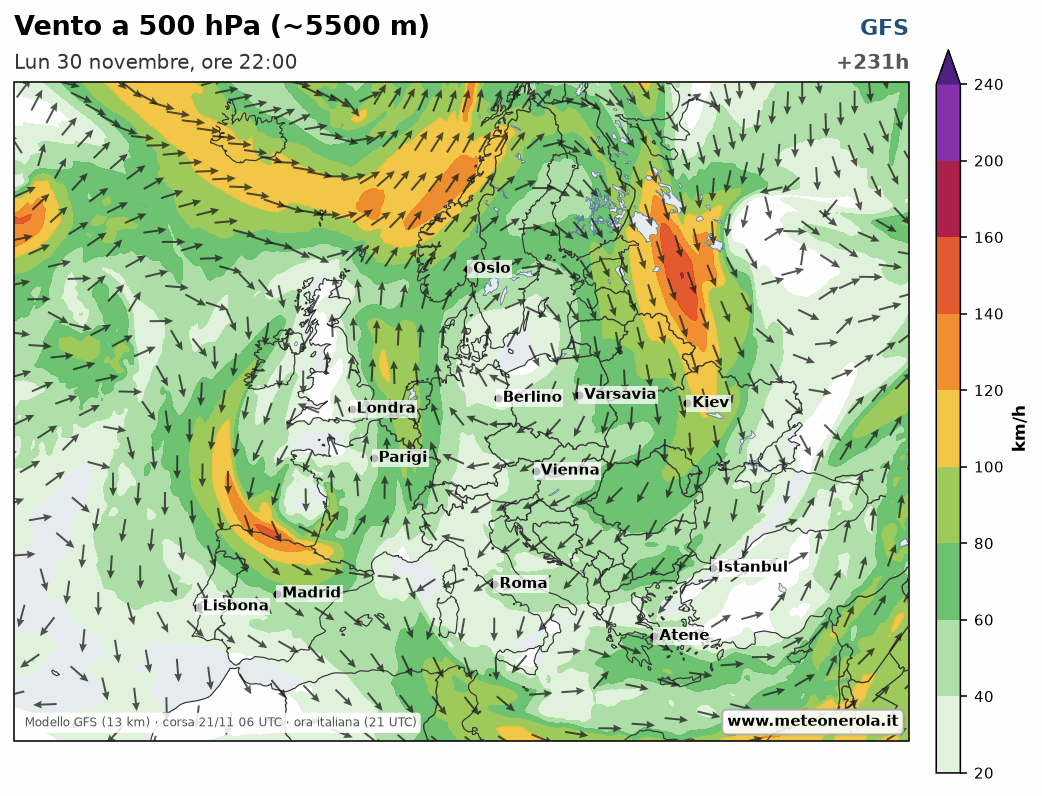 Vento a 500 hPa (~5500 m)
GFS
Lun 30 novembre, ore 22:00
+231h
Oslo
Berlino
Varsavia
Kiev
Londra
Parigi
Vienna
Istanbul
Roma
Madrid
Lisbona
Atene
Modello GFS (13 km) · corsa 21/11 06 UTC · ora italiana (21 UTC)
www.meteonerola.it
240
200
180
160
140
120
100
80
60
40
20
km/h